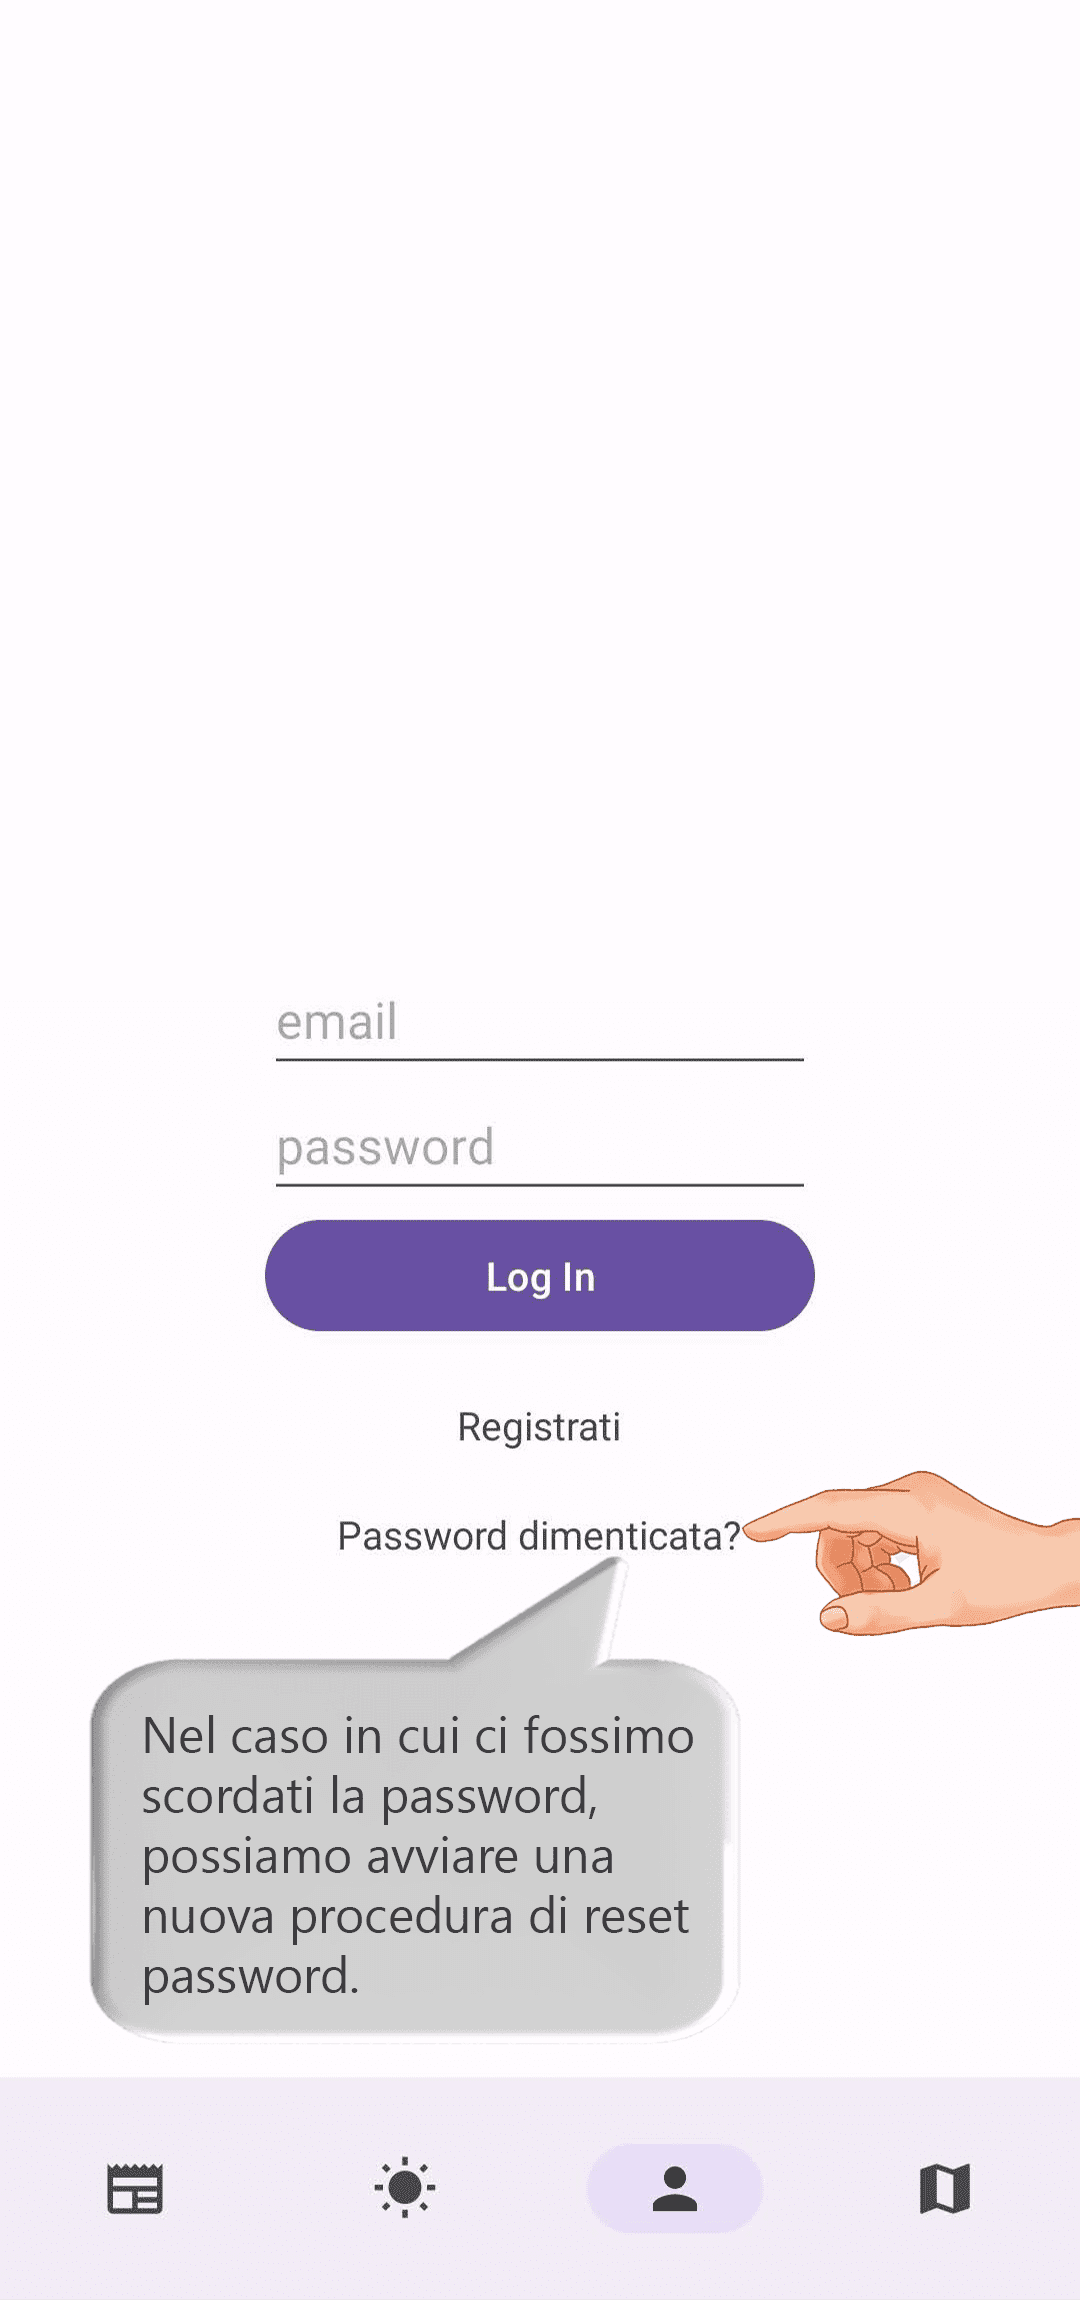 email
password
Log In
Registrati
Password dimenticata?
Nel caso in cui ci fossimo
scordati la password,
possiamo avviare una
nuova procedura di reset
password.